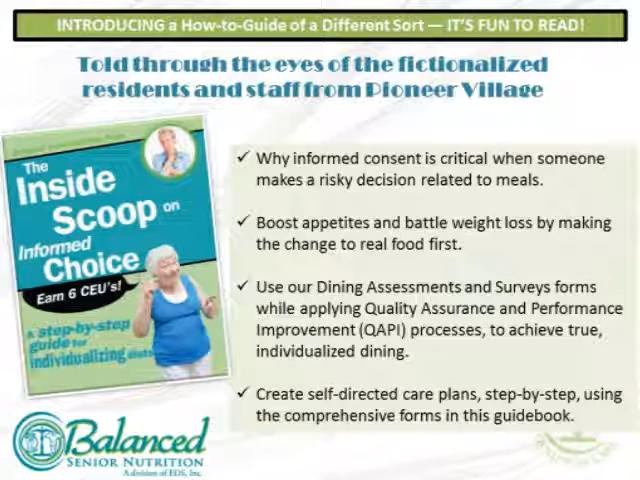 INTRODUCING a How-to-Guide of a Different Sort — IT'S FUN TO READ!
Told through the eyes of the fictionalized
residents and staff from Pioneer Village
The
Inside
Scoop on
Informed
Choice
Earn 6 CEU's!
a step-by-step
guide for
individualizing diets
✓ Why informed consent is critical when someone
makes a risky decision related to meals.
✓ Boost appetites and battle weight loss by making
the change to real food first.
✓ Use our Dining Assessments and Surveys forms
while applying Quality Assurance and Performance
Improvement (QAPI) processes, to achieve true,
individualized dining.
✓ Create self-directed care plans, step-by-step, using
the comprehensive forms in this guidebook.
Balanced
SENIOR NUTRITION
A division of EDS, Inc.